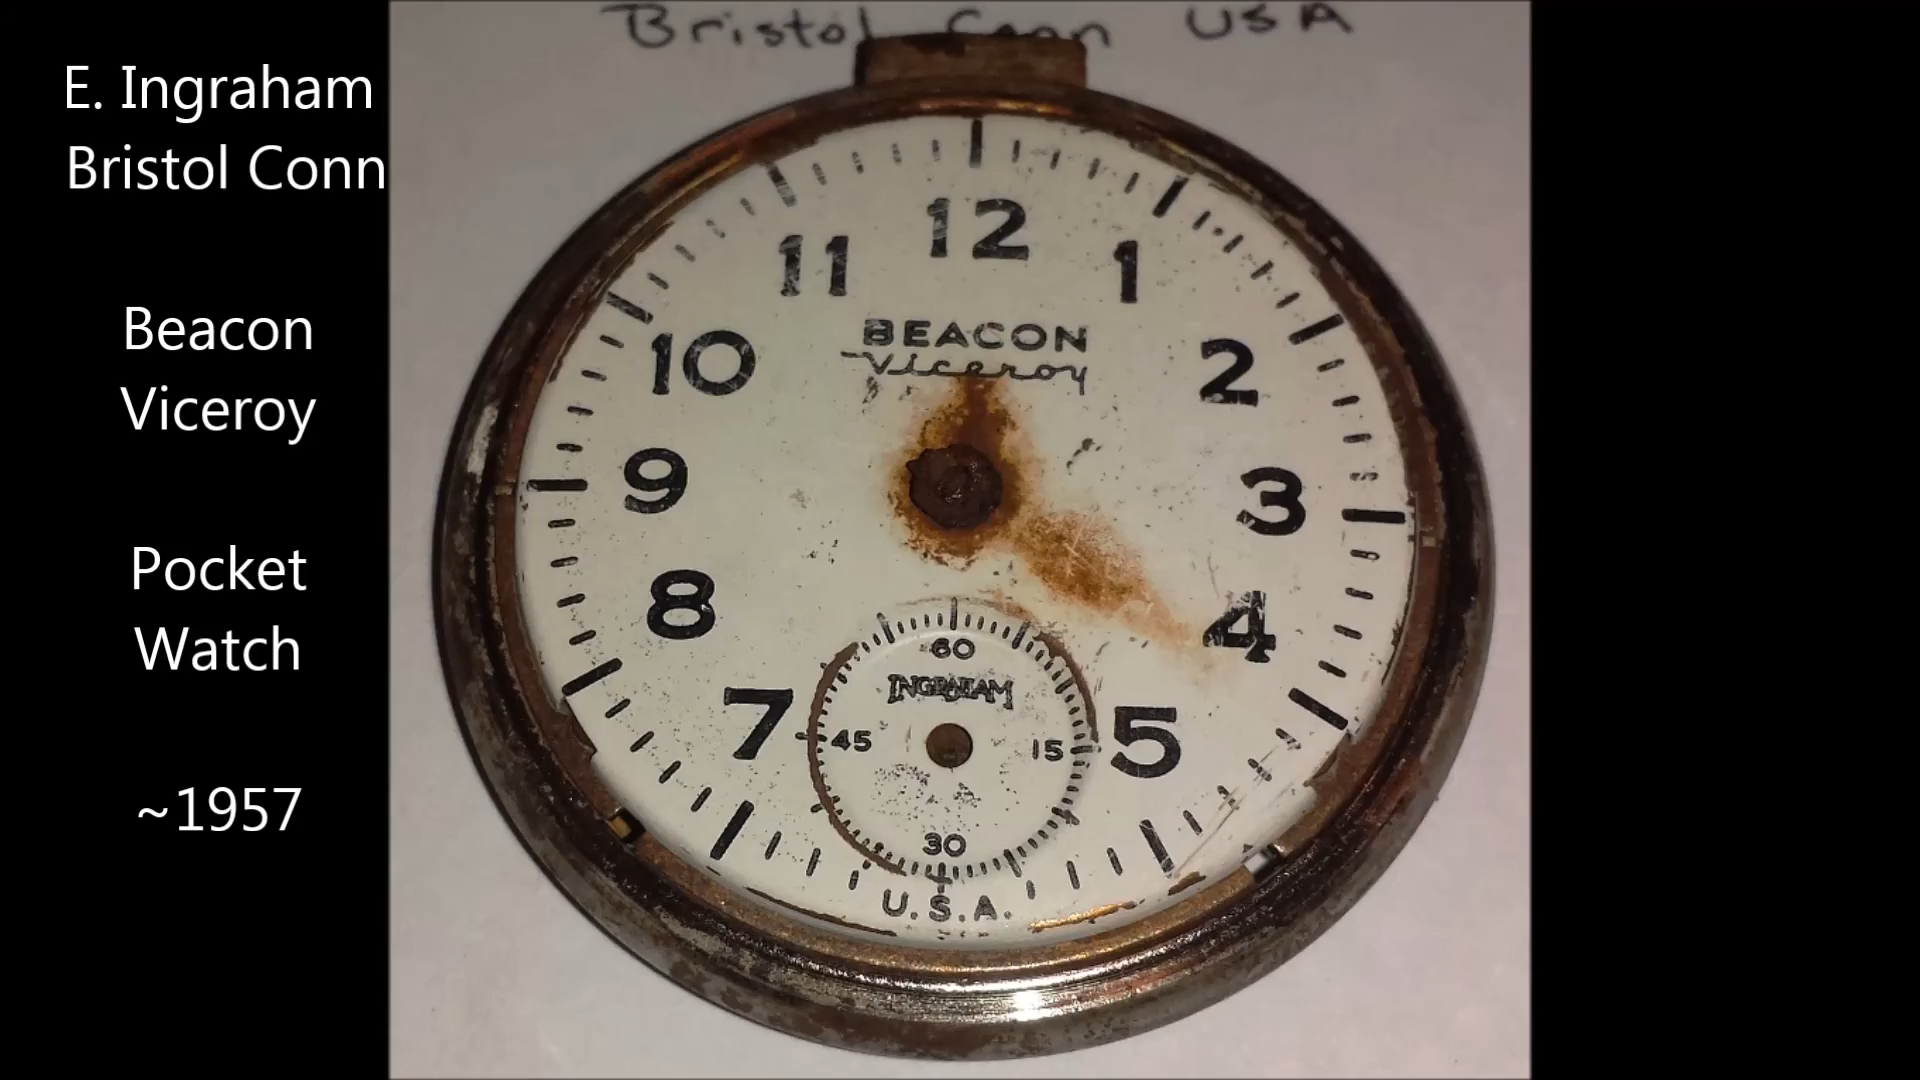 E. Ingraham
Bristol Conn
Beacon
Viceroy
Pocket
Watch
~1957
Bristol Conn USA
12
11
1
10
2
9
3
8
4
7
5
BEACON
Viceroy
60
INGRAHAM
45
15
30
U.S.A.